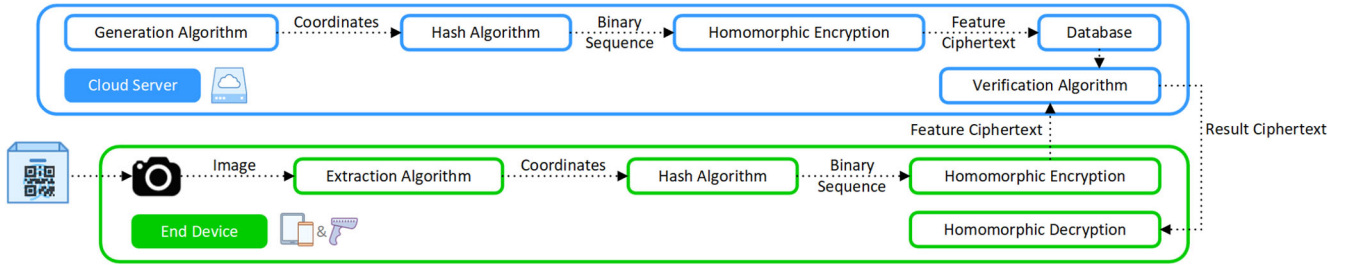 Generation Algorithm
Coordinates
Hash Algorithm
Binary
Sequence
Homomorphic Encryption
Feature
Ciphertext
Database
Cloud Server
Verification Algorithm
Feature Ciphertext
Result Ciphertext
Image
Extraction Algorithm
Coordinates
Hash Algorithm
Binary
Sequence
Homomorphic Encryption
End Device
&
Homomorphic Decryption